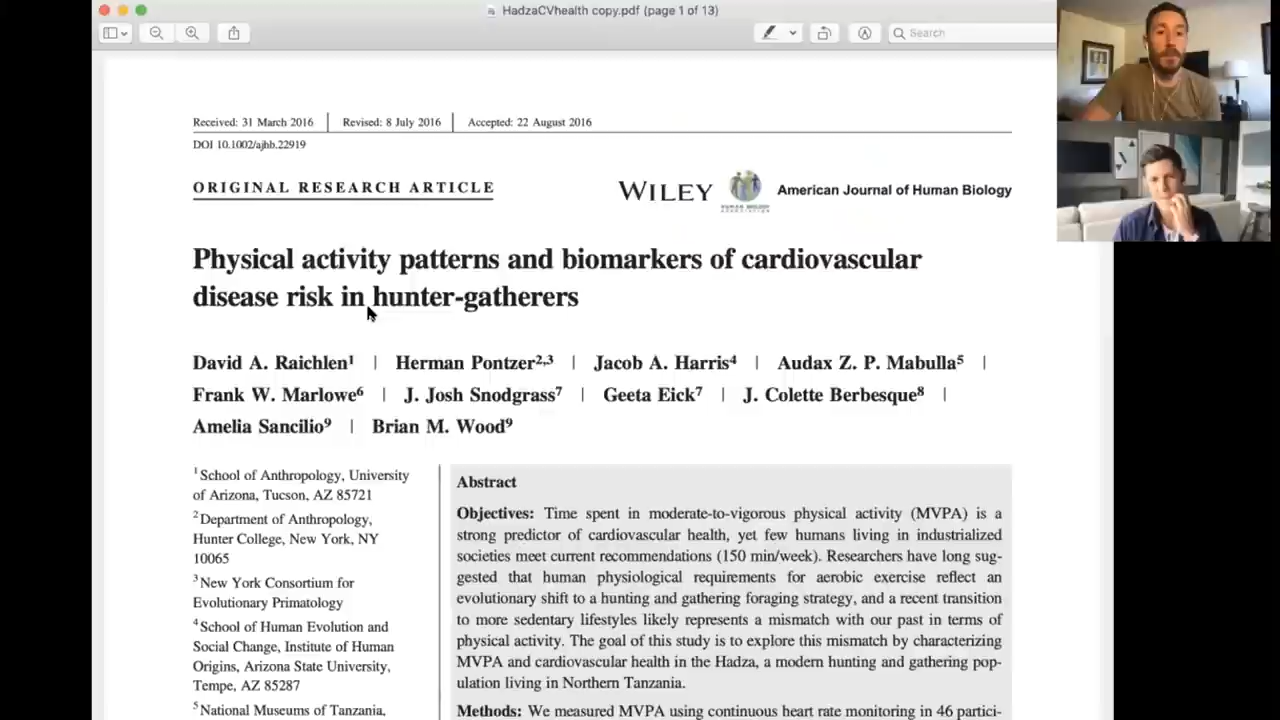 HadzaCVhealth copy.pdf (page 1 of 13)
Search
Received: 31 March 2016 | Revised: 8 July 2016 | Accepted: 22 August 2016
DOI 10.1002/ajhb.22919
ORIGINAL RESEARCH ARTICLE
WILEY
HUMAN BIOLOGY
ASSOCIATION
American Journal of Human Biology
Physical activity patterns and biomarkers of cardiovascular
disease risk in hunter-gatherers
David A. Raichlen¹ | Herman Pontzer²,³ | Jacob A. Harris⁴ | Audax Z. P. Mabulla⁵ |
Frank W. Marlowe⁶ | J. Josh Snodgrass⁷ | Geeta Eick⁷ | J. Colette Berbesque⁸ |
Amelia Sancilio⁹ | Brian M. Wood⁹
¹School of Anthropology, University
of Arizona, Tucson, AZ 85721
²Department of Anthropology,
Hunter College, New York, NY
10065
³New York Consortium for
Evolutionary Primatology
⁴School of Human Evolution and
Social Change, Institute of Human
Origins, Arizona State University,
Tempe, AZ 85287
⁵National Museums of Tanzania,
Abstract
Objectives: Time spent in moderate-to-vigorous physical activity (MVPA) is a
strong predictor of cardiovascular health, yet few humans living in industrialized
societies meet current recommendations (150 min/week). Researchers have long sug-
gested that human physiological requirements for aerobic exercise reflect an
evolutionary shift to a hunting and gathering foraging strategy, and a recent transition
to more sedentary lifestyles likely represents a mismatch with our past in terms of
physical activity. The goal of this study is to explore this mismatch by characterizing
MVPA and cardiovascular health in the Hadza, a modern hunting and gathering pop-
ulation living in Northern Tanzania.
Methods: We measured MVPA using continuous heart rate monitoring in 46 partici-